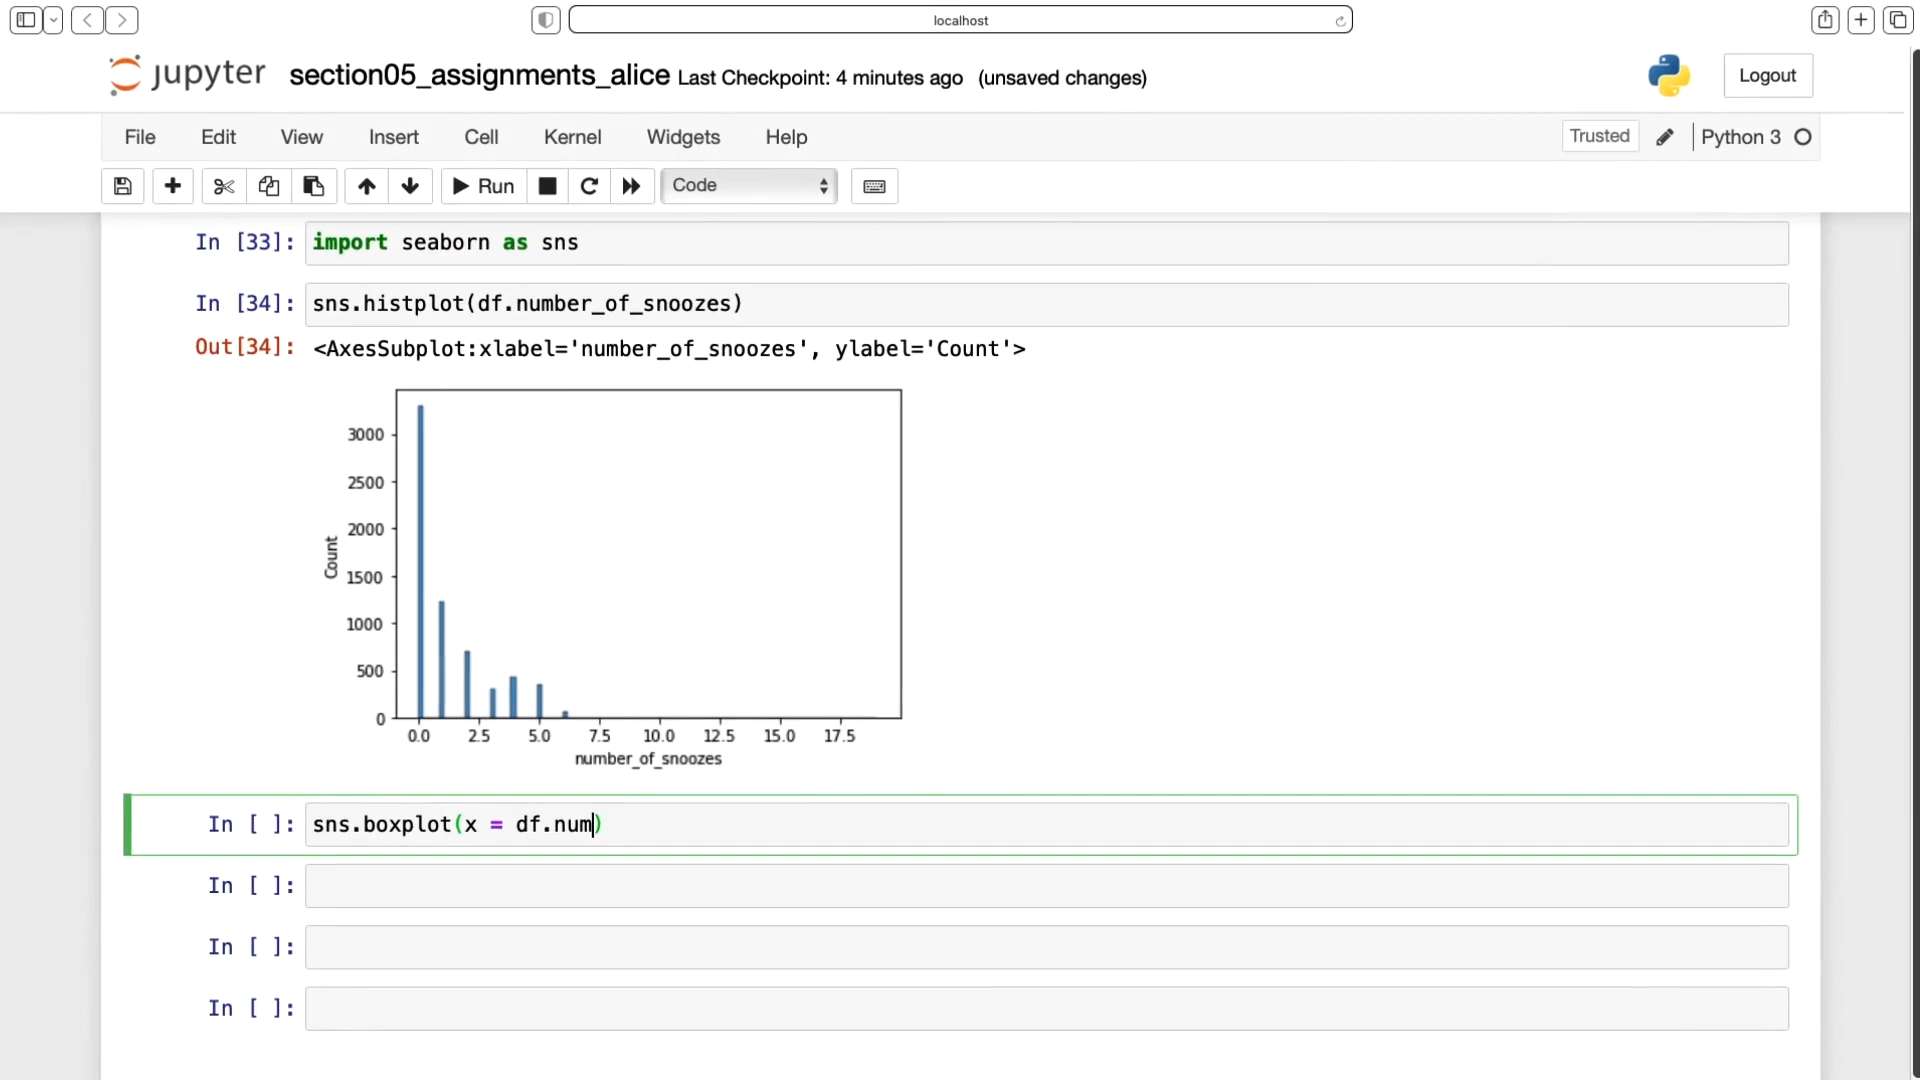 localhost
jupyter section05_assignments_alice Last Checkpoint: 4 minutes ago (unsaved changes)
Logout
File Edit View Insert Cell Kernel Widgets Help
Trusted Python 3
Run Code
In [33]: import seaborn as sns
In [34]: sns.histplot(df.number_of_snoozes)
Out[34]: <AxesSubplot:xlabel='number_of_snoozes', ylabel='Count'>
3000
2500
2000
1500
1000
500
0
Count
0.0 2.5 5.0 7.5 10.0 12.5 15.0 17.5
number_of_snoozes
In [ ]: sns.boxplot(x = df.num)
In [ ]:
In [ ]:
In [ ]: